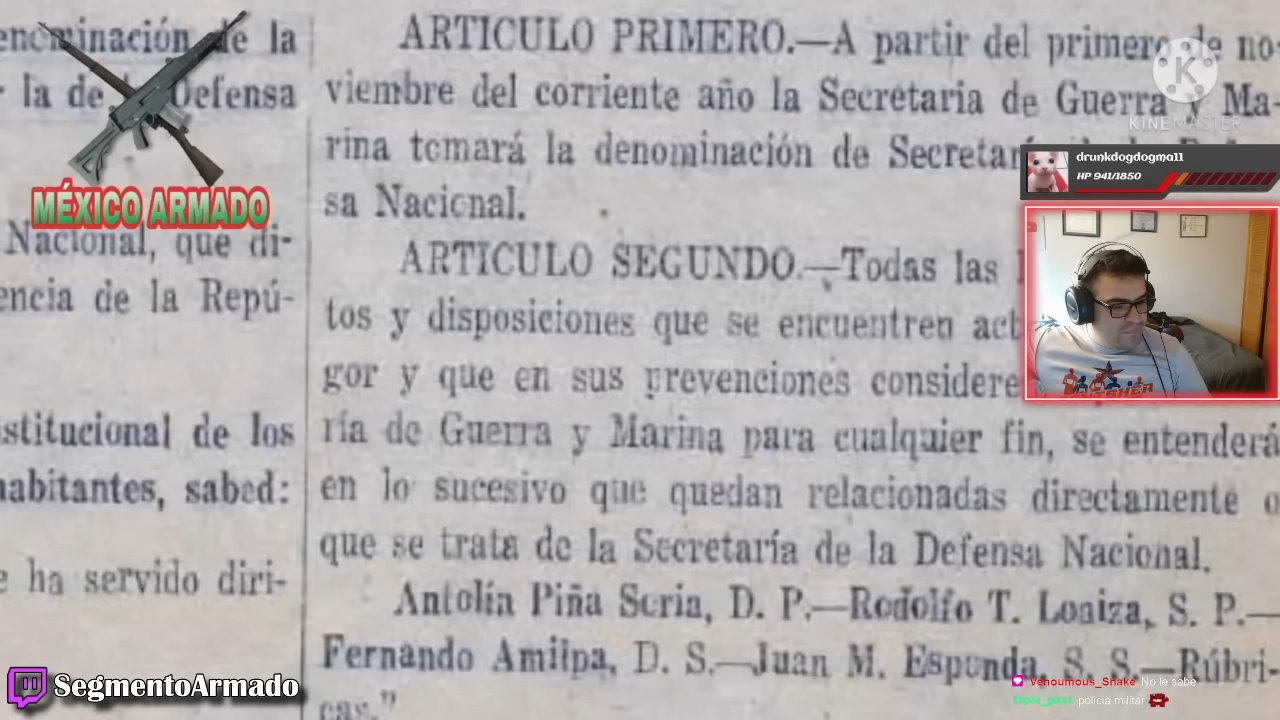 enominación de la
la de Defensa
MÉXICO ARMADO
Nacional, que di-
encia de la Repú-
stitucional de los
habitantes, sabed:
e ha servido diri-
ARTICULO PRIMERO.—A partir del primero de no-
viembre del corriente año la Secretaria de Guerra y Ma-
rina tomará la denominación de
sa Nacional.
ARTICULO SEGUNDO.—Todas las
tos y disposiciones que se encuentren
gor y que en sus prevenciones considere
ría de Guerra y Marina para cualquier fin, se entenderá
en lo sucesivo que quedan relacionadas directamente o
que se trata de la Secretaría de la Defensa Nacional.
Antolín Piña Soria, D. P.—Rodolfo T. Loaiza, S. P.—
Fernando Amilpa, D. S.—Juan M. Esponda, S. S.—Rúbri-
cas."
KINEMASTER
drunkdogdogma11
HP 941/1850
SegmentoArmado
Venoumous_Snake No le sabe
policia militar